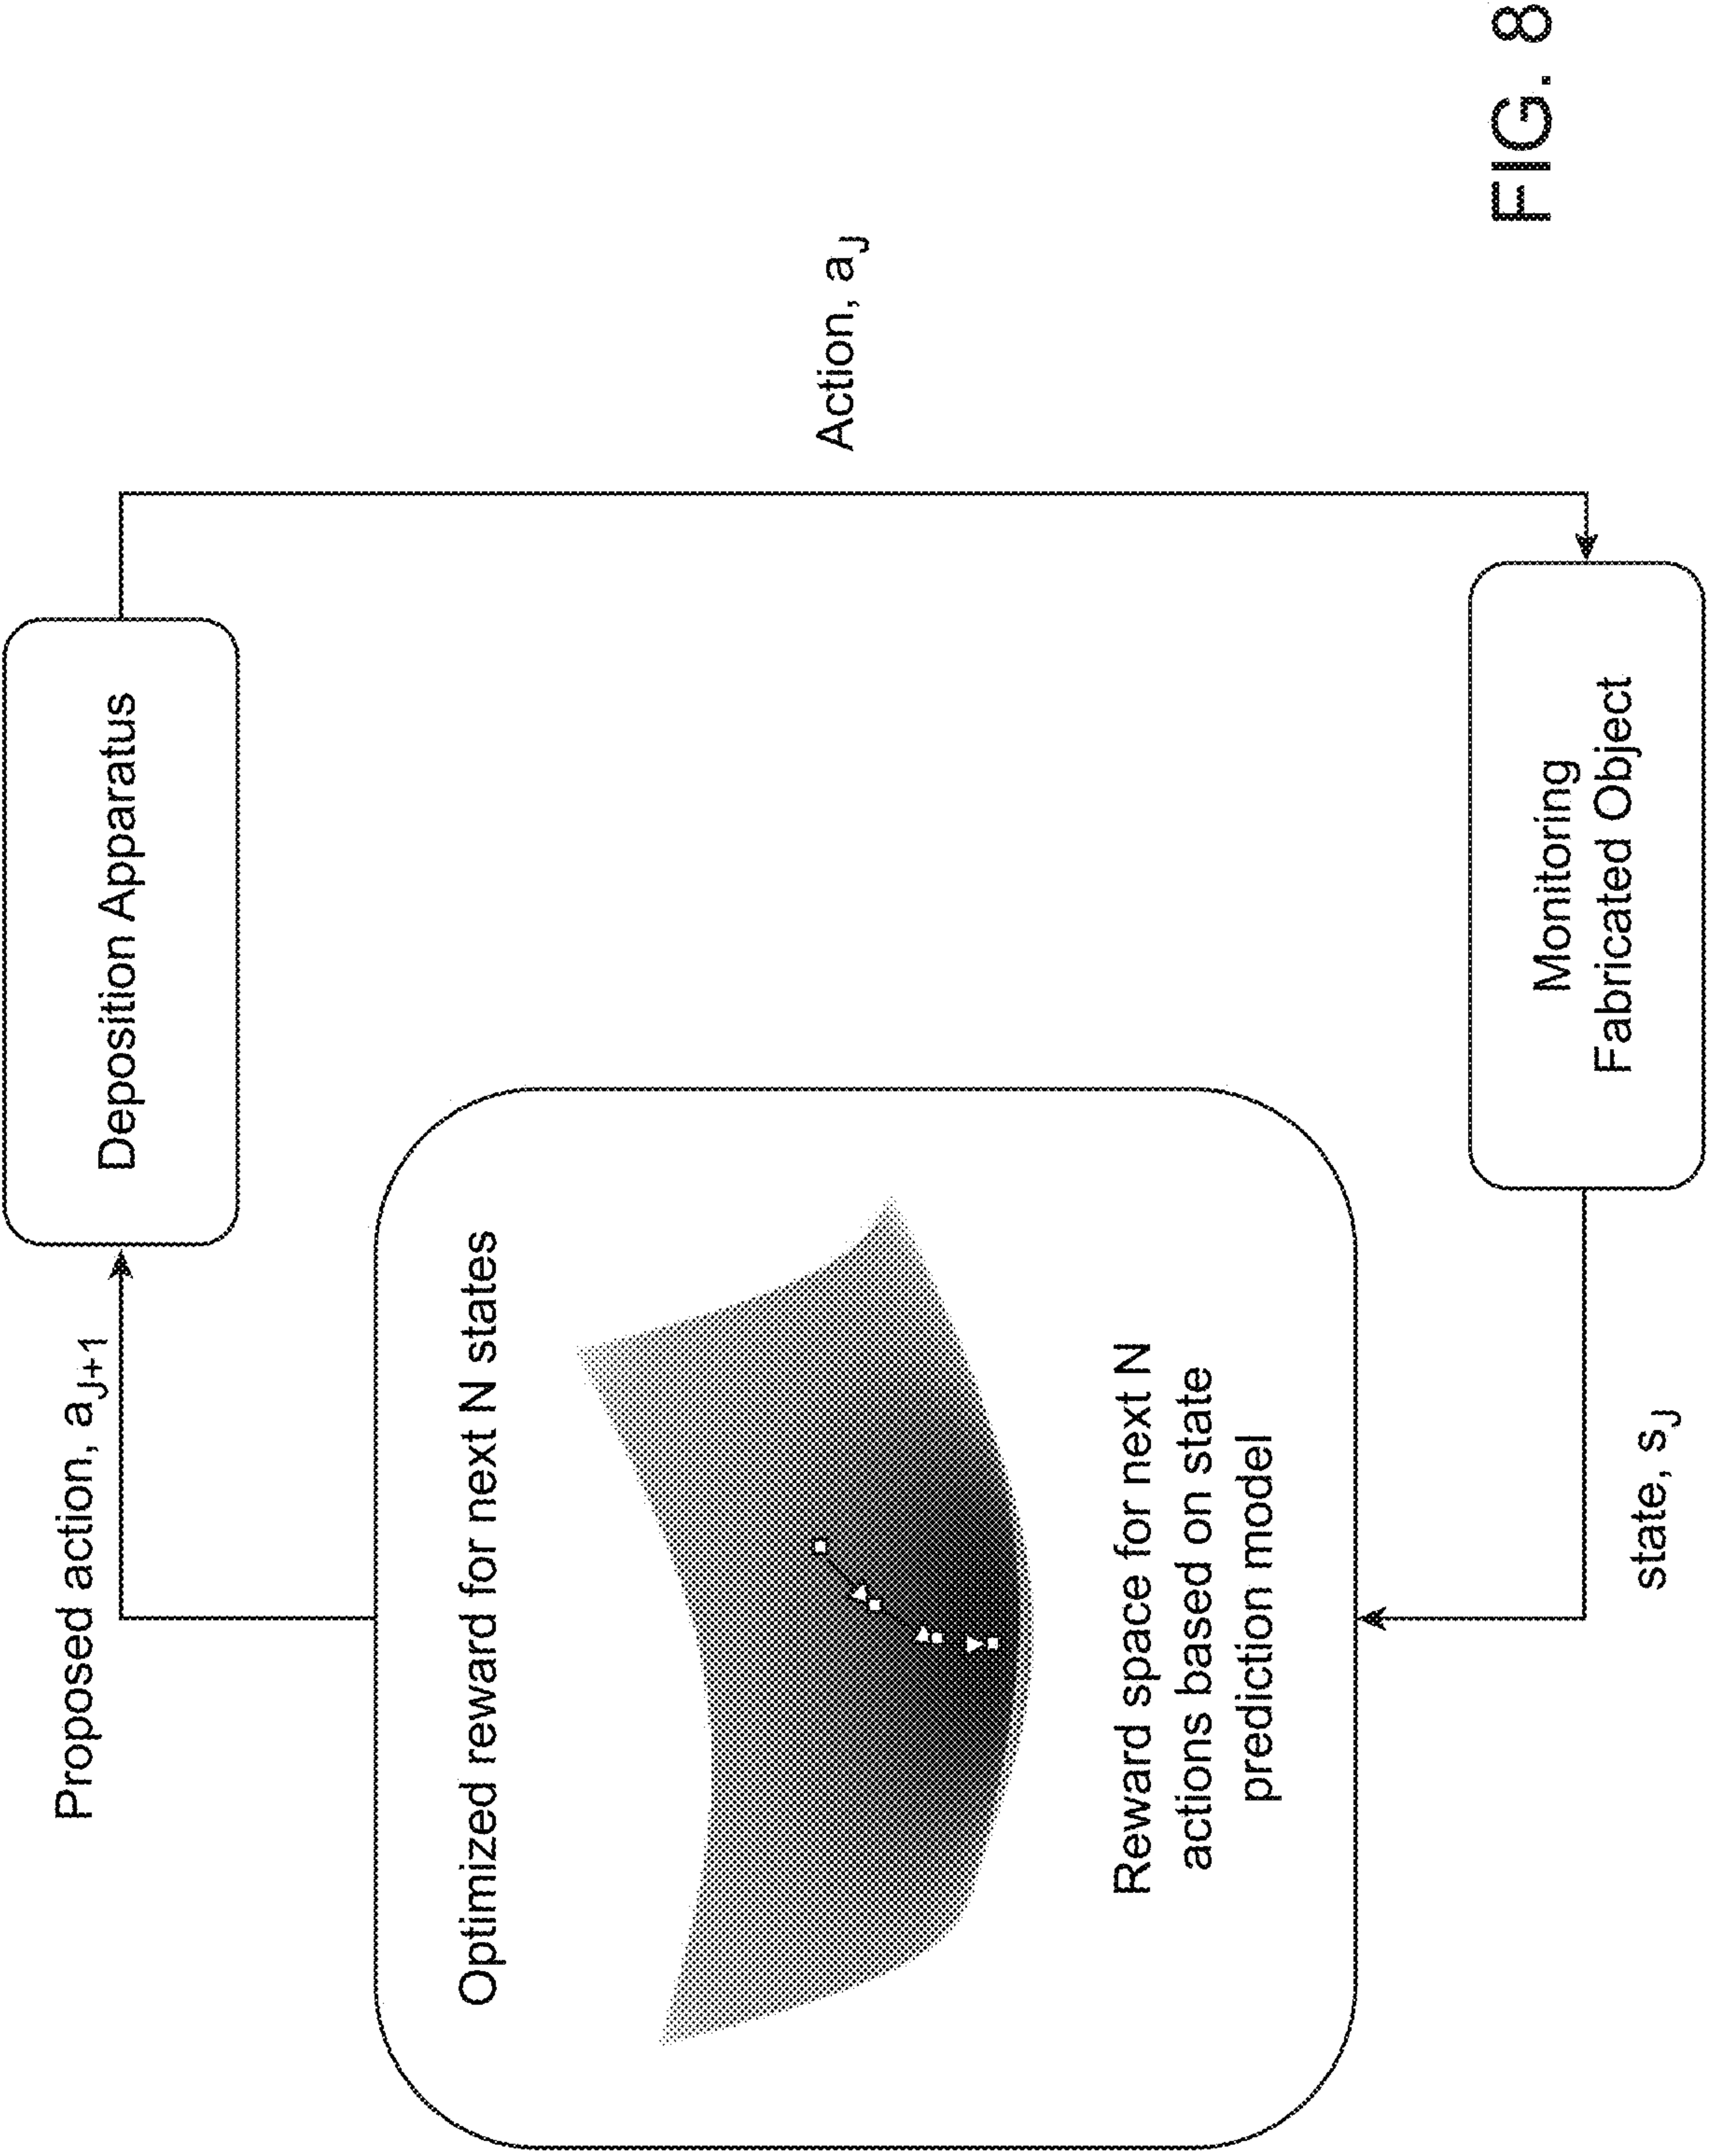 Proposed action, aJ+1
Deposition Apparatus
Action, aJ
Optimized reward for next N states
Reward space for next N
actions based on state
prediction model
state, sJ
Monitoring
Fabricated Object
FIG. 8